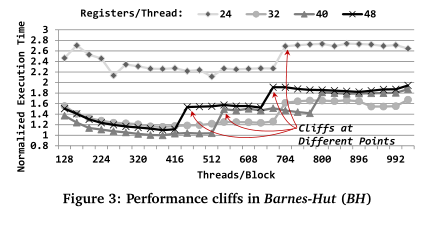 Registers/Thread: 24 32 40 48
Normalized Execution Time
3
2.8
2.6
2.4
2.2
2
1.8
1.6
1.4
1.2
1
0.8
Cliffs at
Different Points
128 224 320 416 512 608 704 800 896 992
Threads/Block
Figure 3: Performance cliffs in Barnes-Hut (BH)